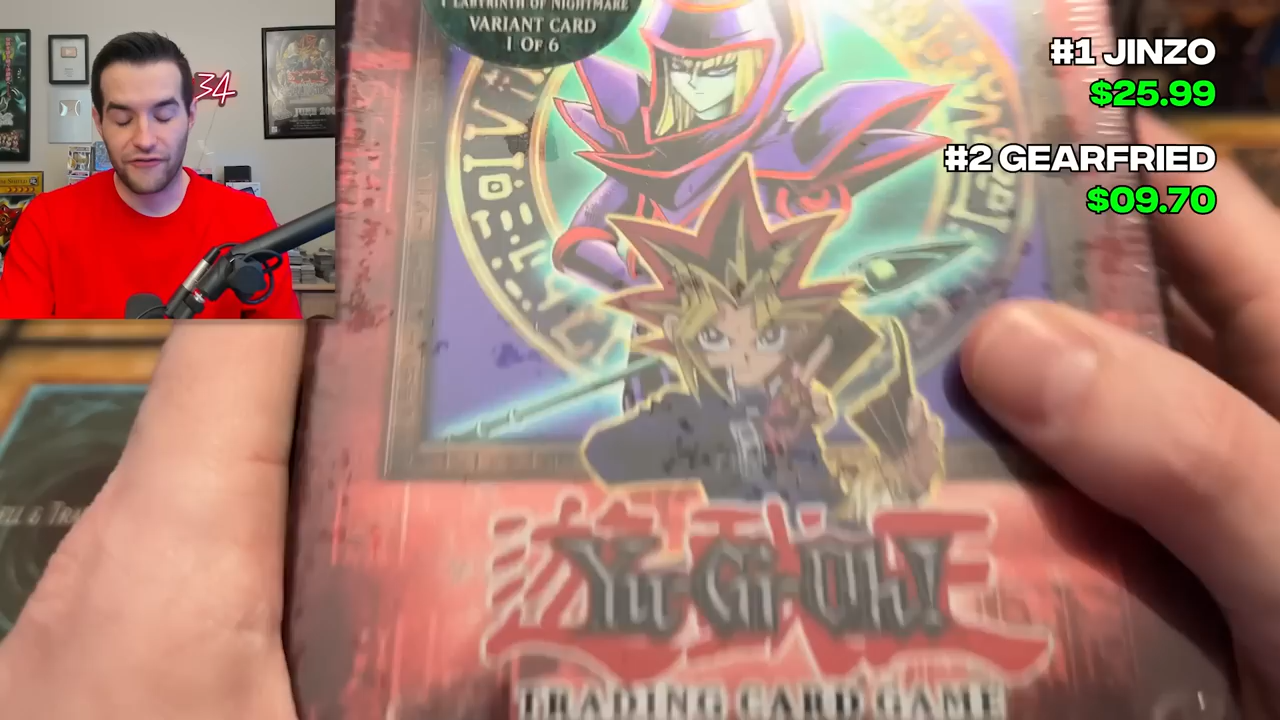 LABYRINTH OF NIGHTMARE
VARIANT CARD
1 OF 6
#1 JINZO
$25.99
#2 GEARFRIED
$09.70
34
Yu-Gi-Oh!
TRADING CARD GAME